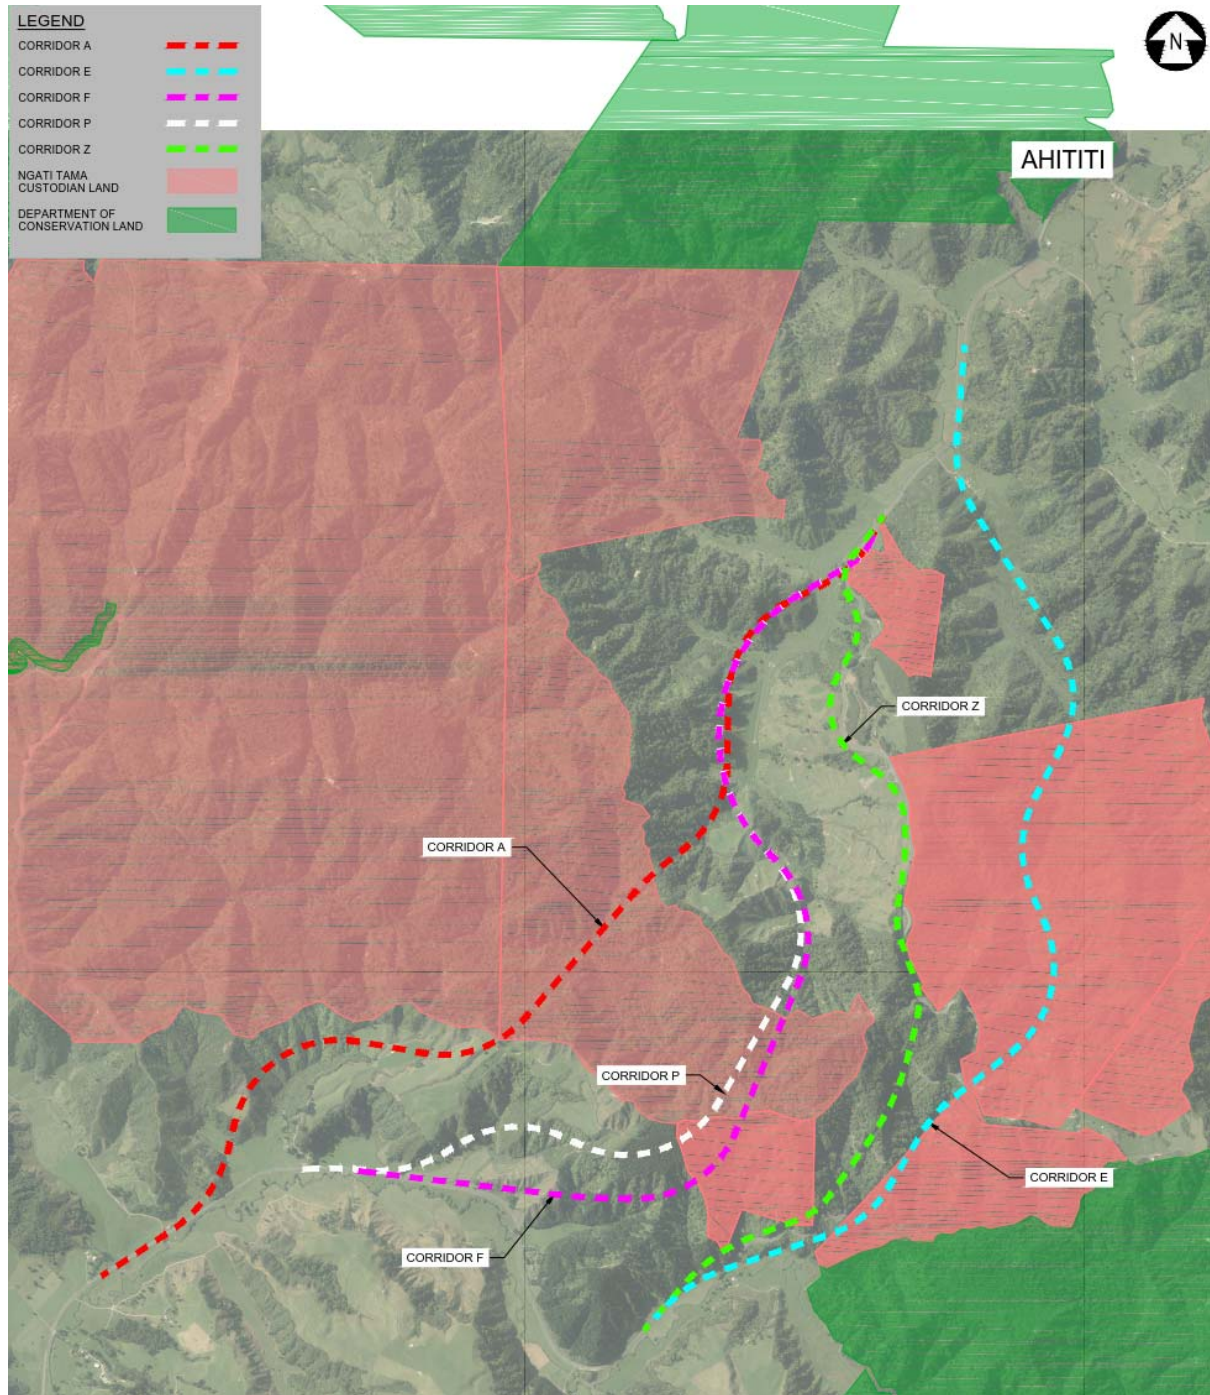 LEGEND
CORRIDOR A
CORRIDOR E
CORRIDOR F
CORRIDOR P
CORRIDOR Z
NGATI TAMA
CUSTODIAN LAND
DEPARTMENT OF
CONSERVATION LAND
N
AHITITI
CORRIDOR Z
CORRIDOR A
CORRIDOR P
CORRIDOR E
CORRIDOR F